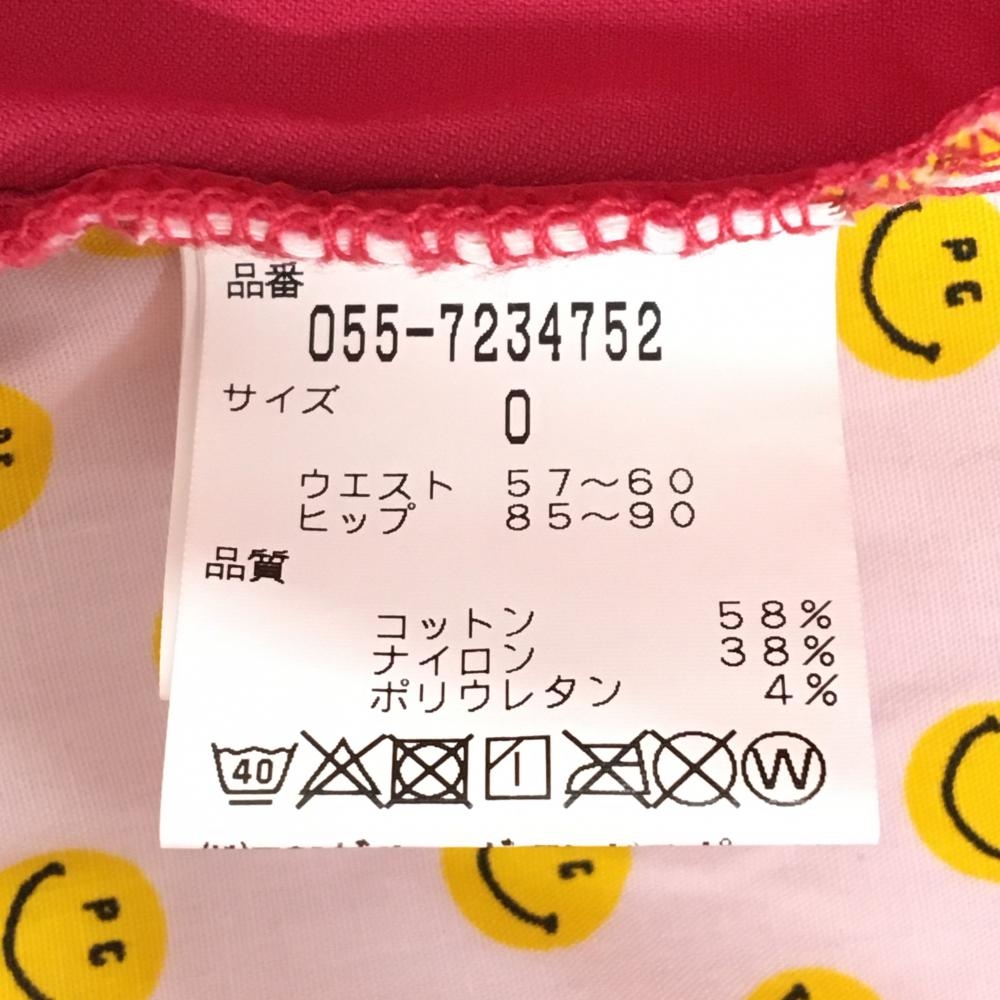 品番
055-7234752
サイズ
0
ウエスト 57～60
ヒップ 85～90
品質
コットン 58%
ナイロン 38%
ポリウレタン 4%
40
W
PG
PG
PG